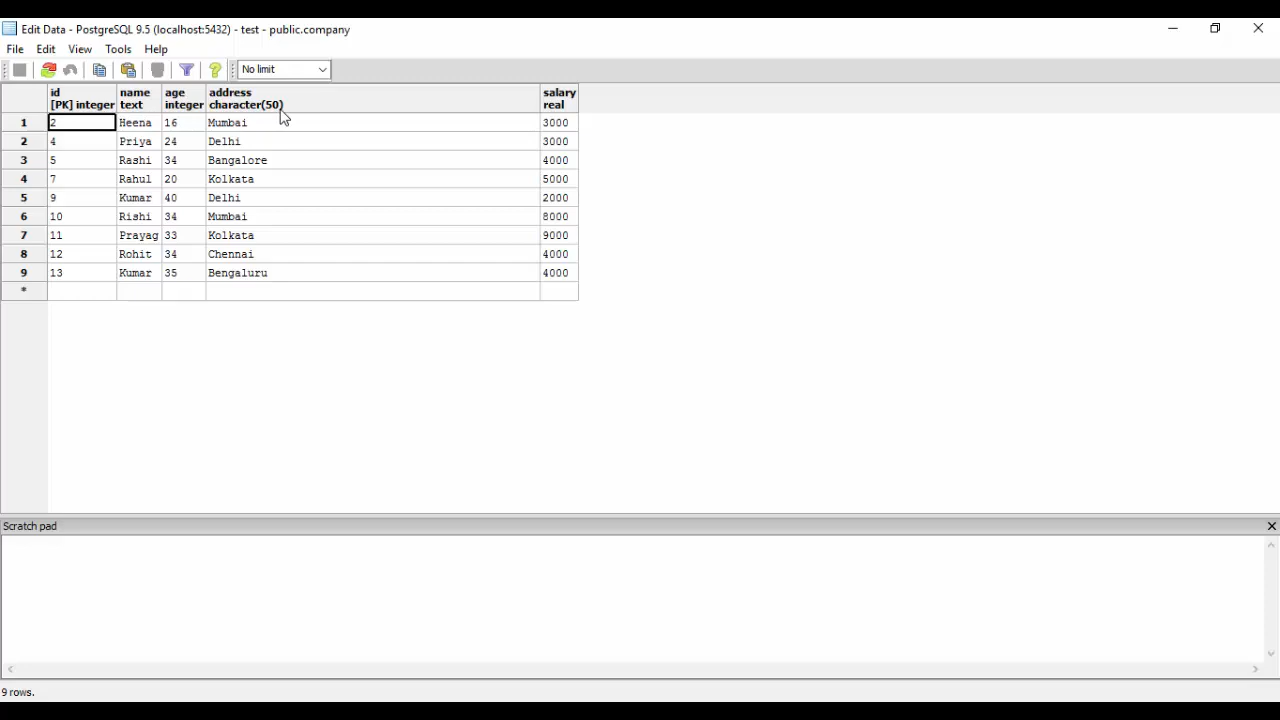 Edit Data - PostgreSQL 9.5 (localhost:5432) - test - public.company
File Edit View Tools Help
No limit
id name age address salary
[PK] integer text integer character(50) real
1 2 Heena 16 Mumbai 3000
2 4 Priya 24 Delhi 3000
3 5 Rashi 34 Bangalore 4000
4 7 Rahul 20 Kolkata 5000
5 9 Kumar 40 Delhi 2000
6 10 Rishi 34 Mumbai 8000
7 11 Prayag 33 Kolkata 9000
8 12 Rohit 34 Chennai 4000
9 13 Kumar 35 Bengaluru 4000
*
Scratch pad
9 rows.